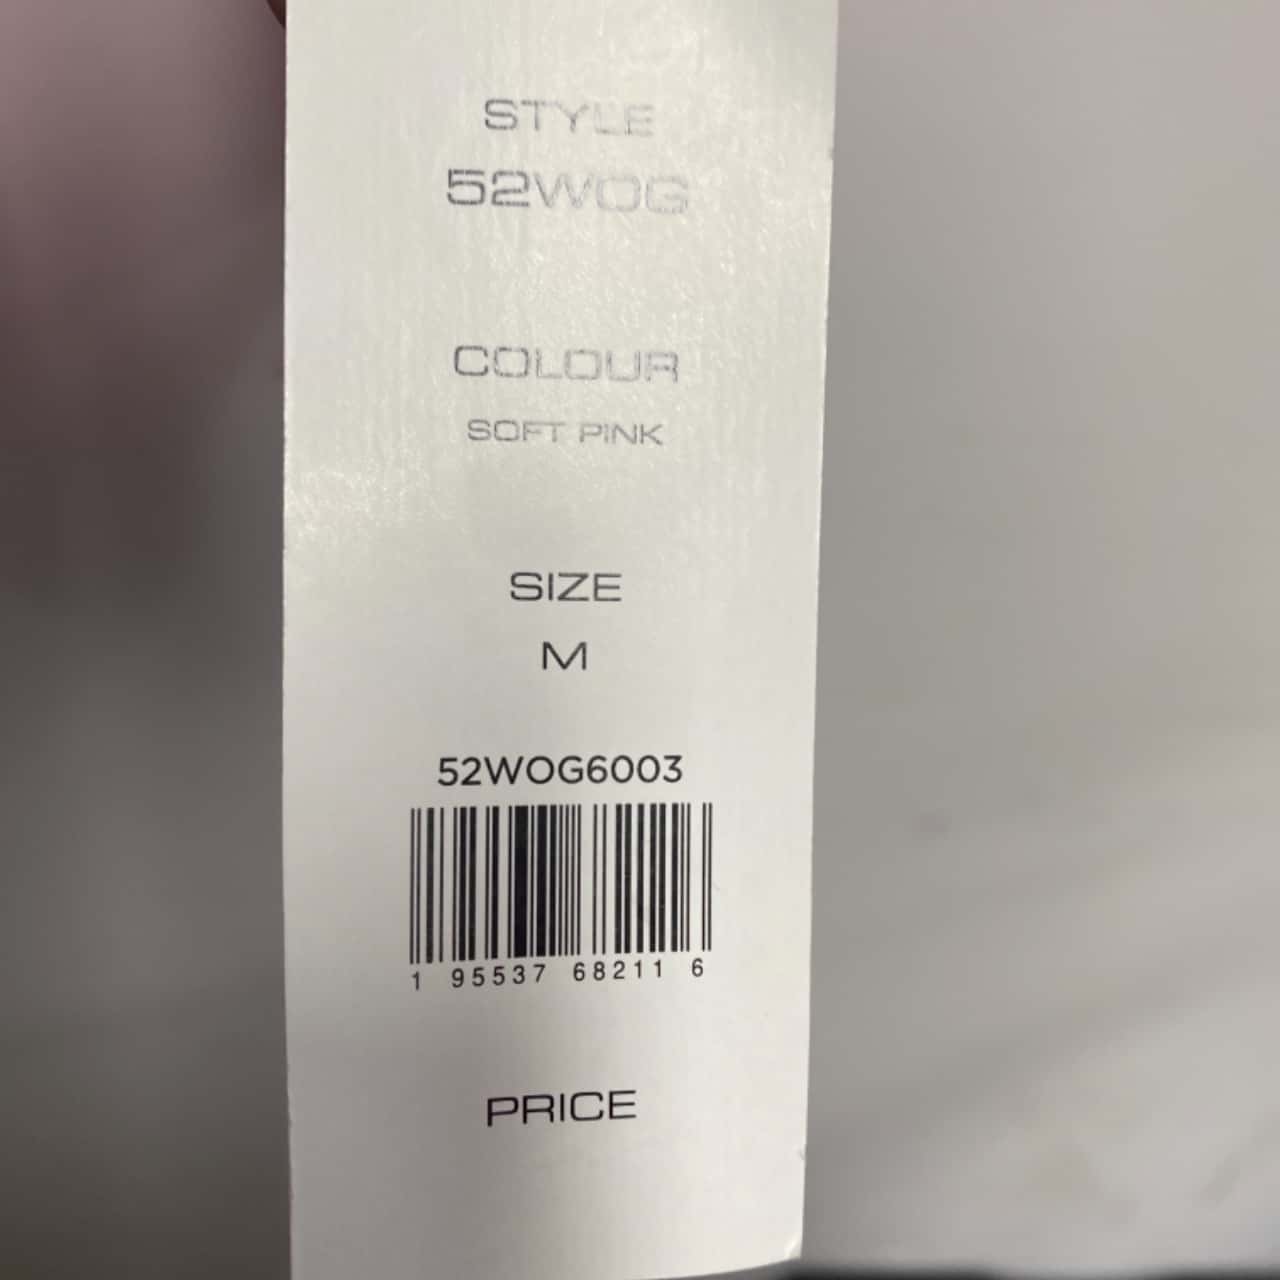 STYLE
52WOG
COLOUR
SOFT PINK
SIZE
M
52WOG6003
1 95537 68211 6
PRICE